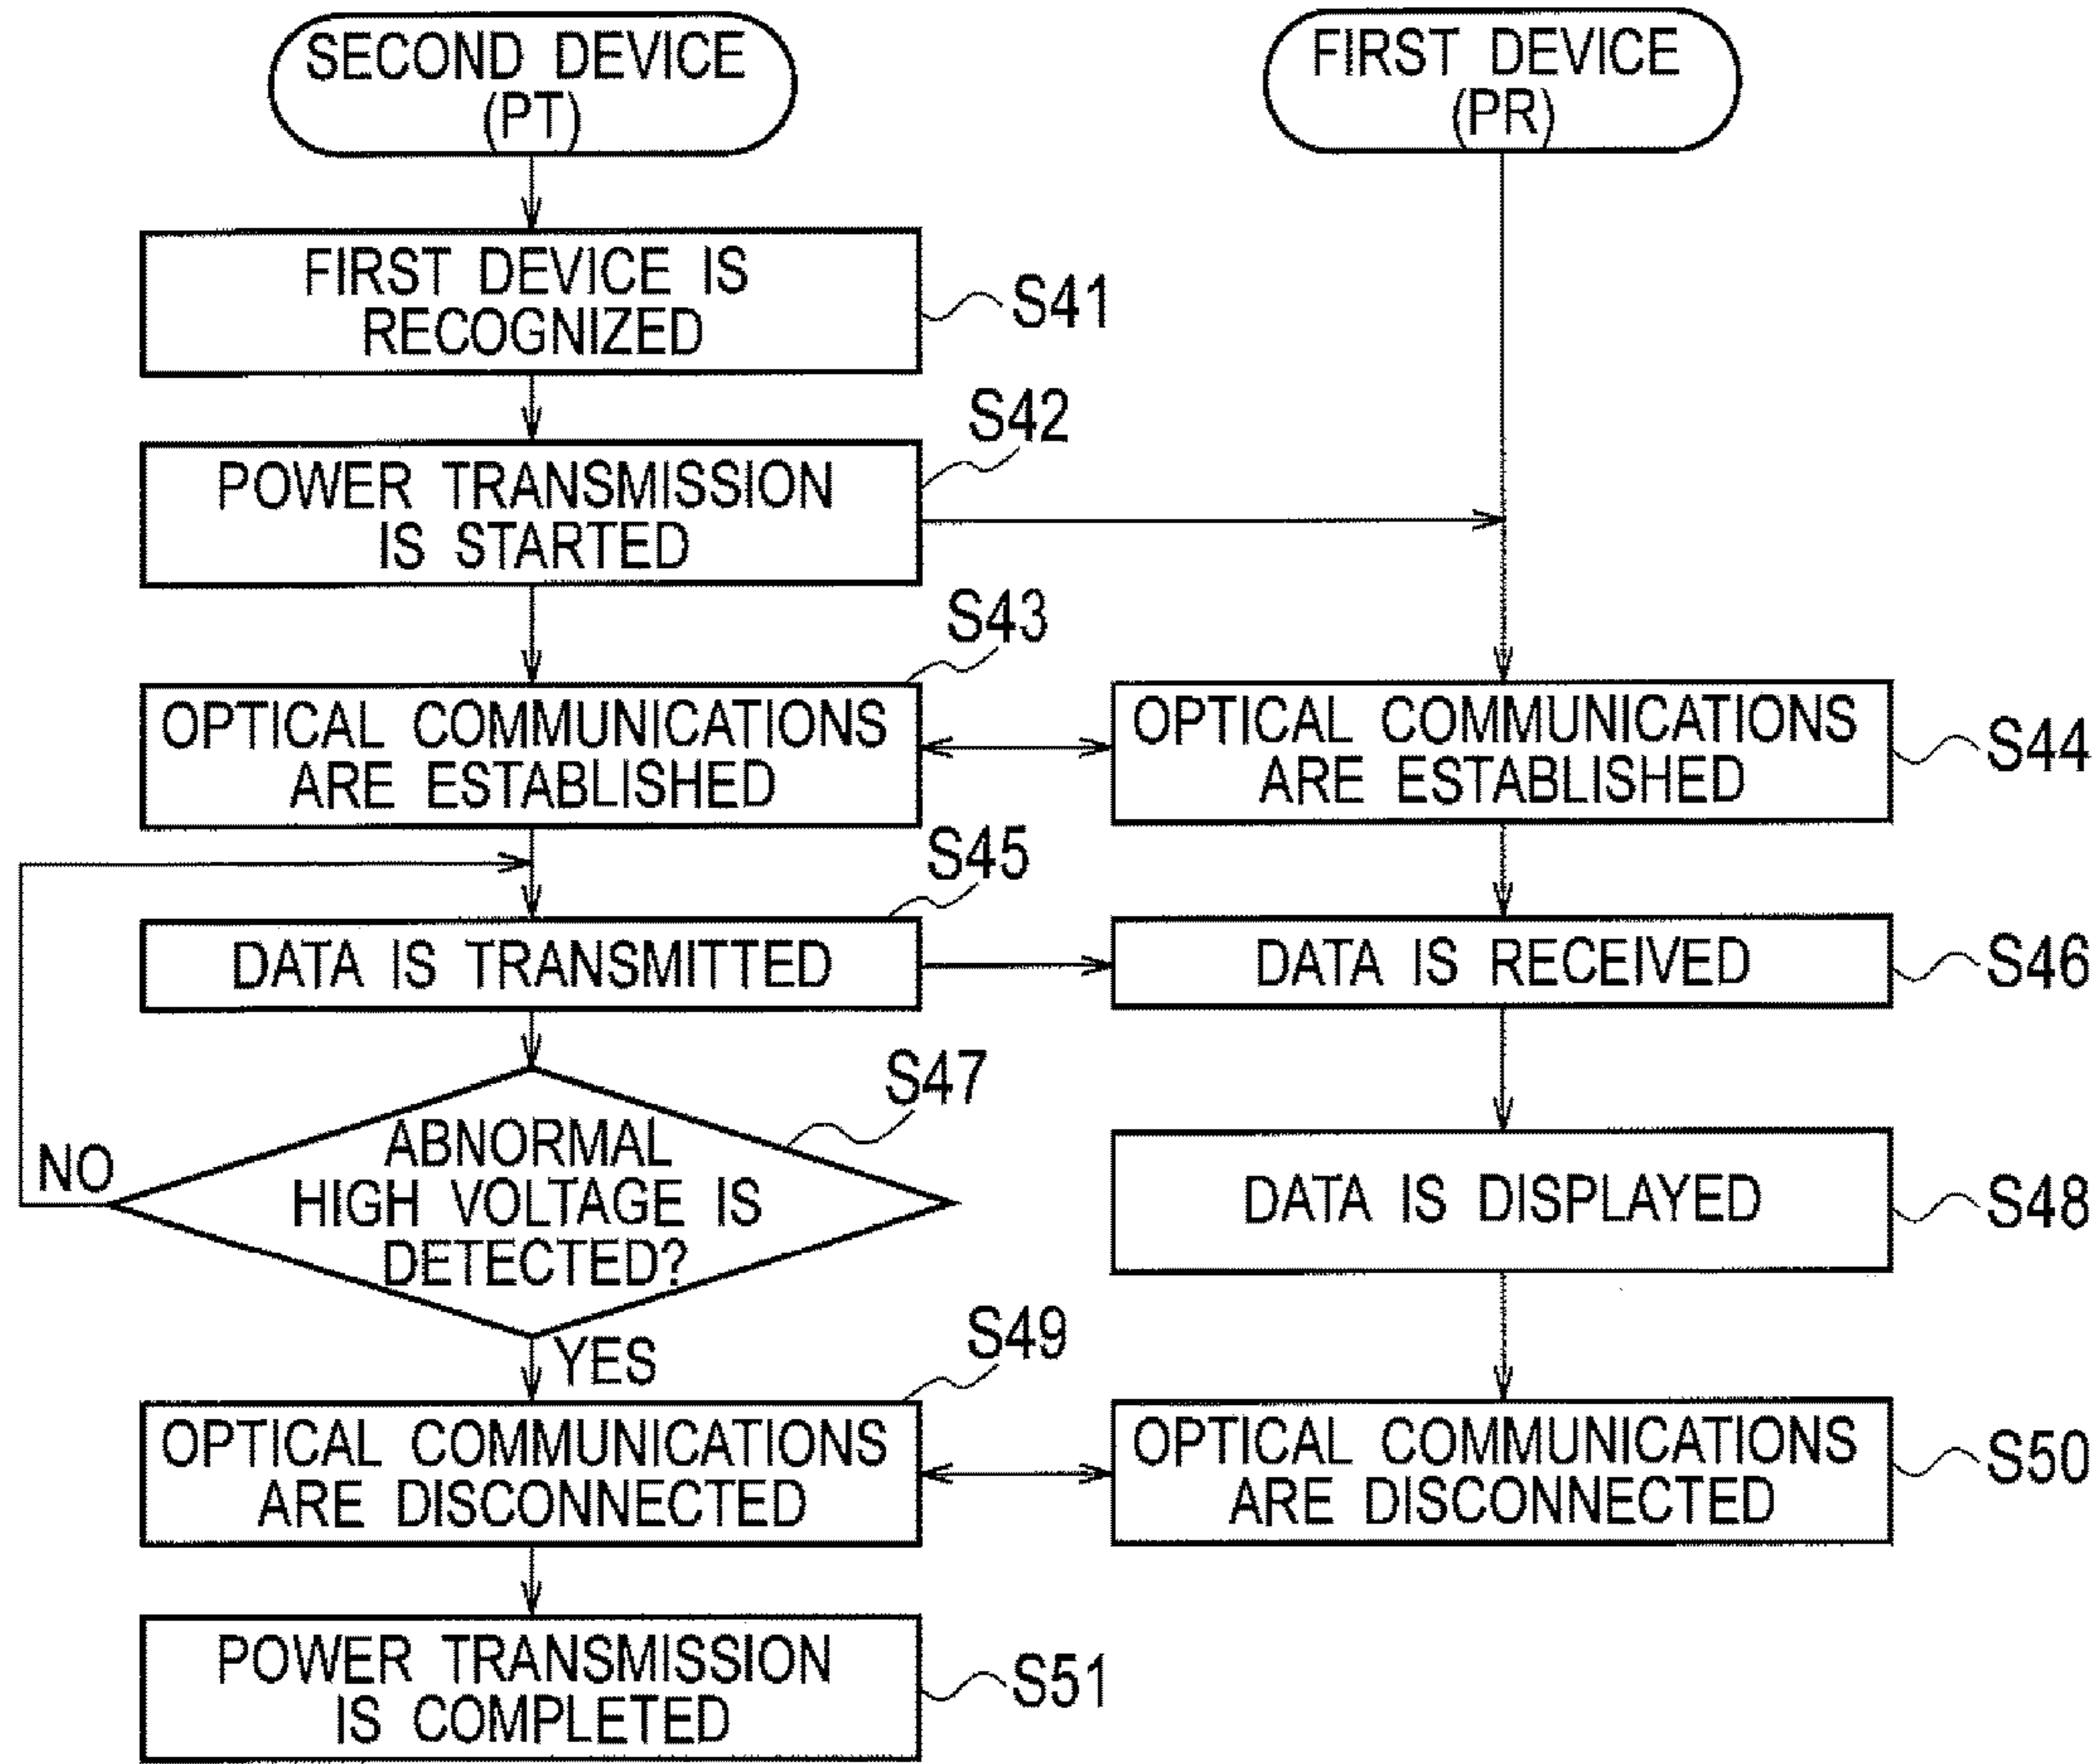 SECOND DEVICE
(PT)
FIRST DEVICE
(PR)
FIRST DEVICE IS
RECOGNIZED
S41
POWER TRANSMISSION
IS STARTED
S42
OPTICAL COMMUNICATIONS
ARE ESTABLISHED
S43
OPTICAL COMMUNICATIONS
ARE ESTABLISHED
S44
DATA IS TRANSMITTED
S45
DATA IS RECEIVED
S46
ABNORMAL
HIGH VOLTAGE IS
DETECTED?
S47
NO
YES
DATA IS DISPLAYED
S48
OPTICAL COMMUNICATIONS
ARE DISCONNECTED
S49
OPTICAL COMMUNICATIONS
ARE DISCONNECTED
S50
POWER TRANSMISSION
IS COMPLETED
S51